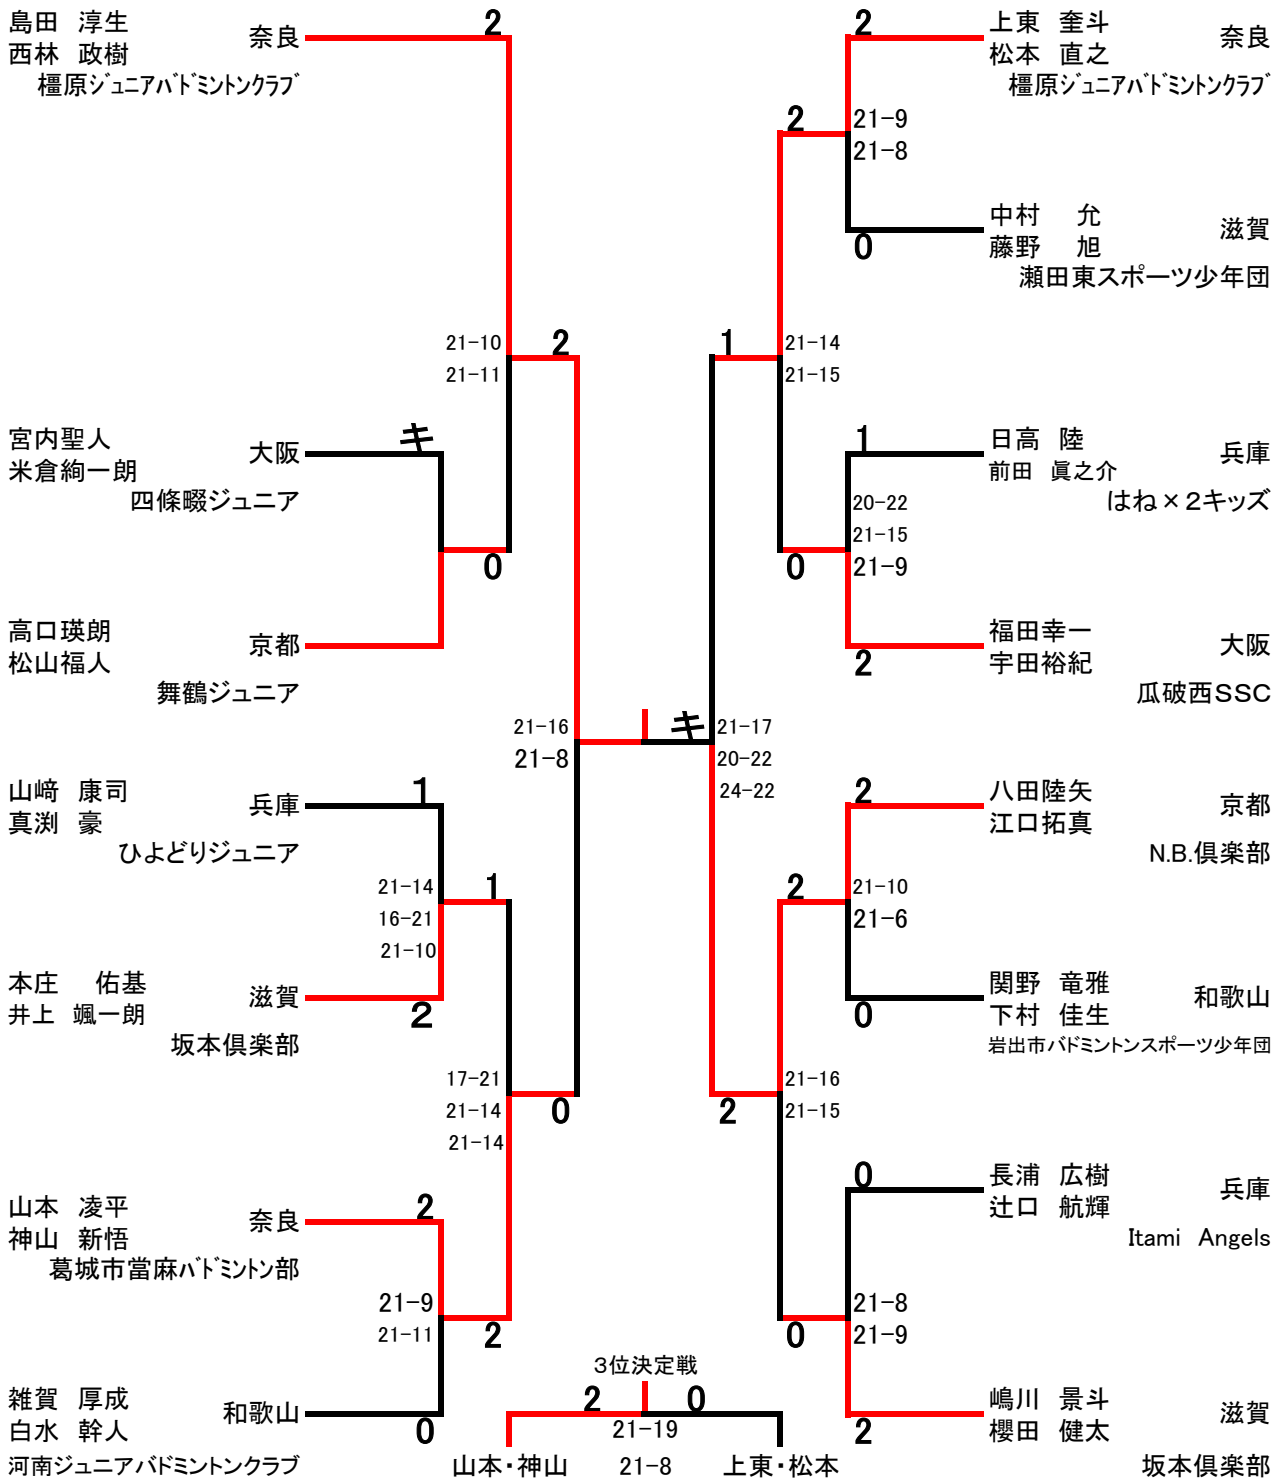 島田 淳生
西林 政樹
奈良
橿原ジュニアバドミントンクラブ
2
21-10
21-11
2
宮内聖人
米倉絢一朗
大阪
四條畷ジュニア
キ
0
高口瑛朗
松山福人
京都
舞鶴ジュニア
21-16
21-8
山﨑 康司
真渕 豪
兵庫
ひよどりジュニア
1
21-14
16-21
21-10
1
本庄 佑基
井上 颯一朗
滋賀
坂本倶楽部
2
17-21
21-14
21-14
0
山本 凌平
神山 新悟
奈良
葛城市當麻バドミントン部
2
21-9
21-11
2
雑賀 厚成
白水 幹人
和歌山
河南ジュニアバドミントンクラブ
0
上東 奎斗
松本 直之
奈良
橿原ジュニアバドミントンクラブ
2
21-9
21-8
2
中村 允
藤野 旭
滋賀
瀬田東スポーツ少年団
0
1
21-14
21-15
日高 陸
前田 眞之介
兵庫
はね×2キッズ
1
20-22
21-15
21-9
0
福田幸一
宇田裕紀
大阪
瓜破西SSC
2
キ
21-17
20-22
24-22
八田陸矢
江口拓真
京都
N.B.倶楽部
2
21-10
21-6
2
関野 竜雅
下村 佳生
和歌山
岩出市バドミントンスポーツ少年団
0
21-16
21-15
2
長浦 広樹
辻口 航輝
兵庫
Itami Angels
0
21-8
21-9
0
嶋川 景斗
櫻田 健太
滋賀
坂本倶楽部
2
3位決定戦
2
0
21-19
21-8
山本・神山
上東・松本